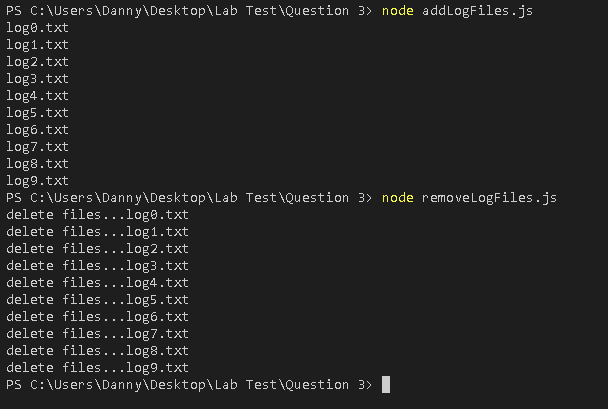 PS C:\Users\Danny\Desktop\Lab Test\Question 3> node addLogFiles.js
log0.txt
log1.txt
log2.txt
log3.txt
log4.txt
log5.txt
log6.txt
log7.txt
log8.txt
log9.txt
PS C:\Users\Danny\Desktop\Lab Test\Question 3> node removeLogFiles.js
delete files...log0.txt
delete files...log1.txt
delete files...log2.txt
delete files...log3.txt
delete files...log4.txt
delete files...log5.txt
delete files...log6.txt
delete files...log7.txt
delete files...log8.txt
delete files...log9.txt
PS C:\Users\Danny\Desktop\Lab Test\Question 3>